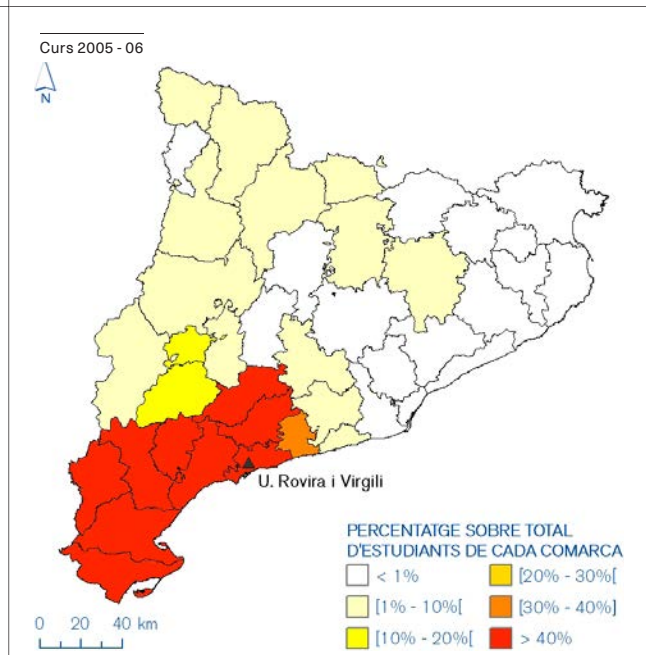 Curs 2005 - 06
N
U. Rovira i Virgili
PERCENTATGE SOBRE TOTAL
D'ESTUDIANTS DE CADA COMARCA
< 1%
[20% - 30%[
[1% - 10%[
[30% - 40%]
[10% - 20%[
> 40%
0 20 40 km